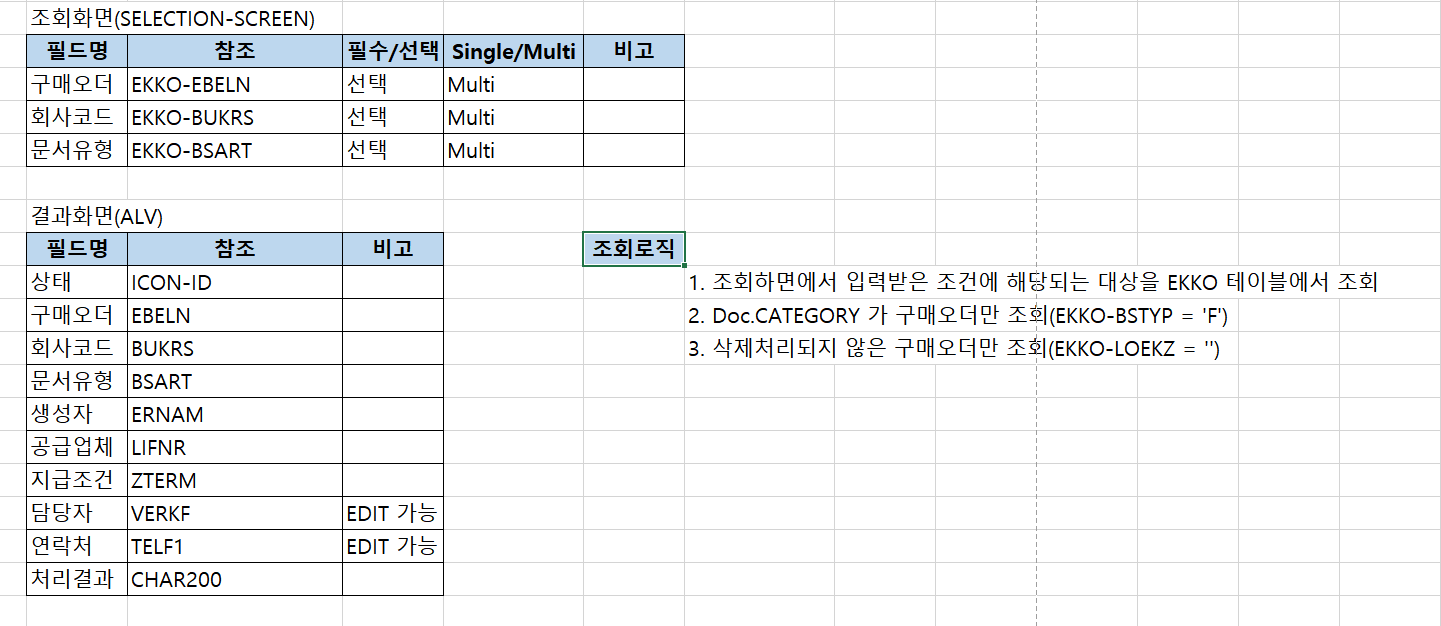 조회화면(SELECTION-SCREEN)
필드명 참조 필수/선택 Single/Multi 비고
구매오더 EKKO-EBELN 선택 Multi
회사코드 EKKO-BUKRS 선택 Multi
문서유형 EKKO-BSART 선택 Multi
결과화면(ALV)
필드명 참조 비고
상태 ICON-ID
구매오더 EBELN
회사코드 BUKRS
문서유형 BSART
생성자 ERNAM
공급업체 LIFNR
지급조건 ZTERM
담당자 VERKF EDIT 가능
연락처 TELF1 EDIT 가능
처리결과 CHAR200
조회로직
1. 조회하면에서 입력받은 조건에 해당되는 대상을 EKKO 테이블에서 조회
2. Doc.CATEGORY 가 구매오더만 조회(EKKO-BSTYP = 'F')
3. 삭제처리되지 않은 구매오더만 조회(EKKO-LOEKZ = '')